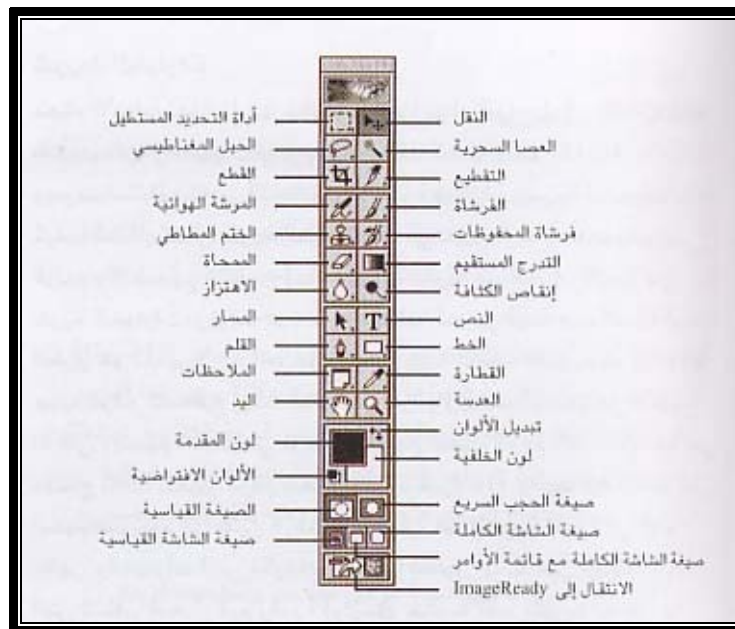 النقل
أداة التحديد المستطيل
العصا السحرية
الحبل المغناطيسي
التقطيع
القطع
الفرشاة
المرشة الهوائية
فرشاة المحفوظات
الختم المطاطي
التدرج المستقيم
الممحاة
إنقاص الكثافة
الاهتزاز
النص
المسار
الخط
القلم
القطارة
الملاحظات
العدسة
اليد
تبديل الألوان
لون المقدمة
لون الخلفية
الألوان الافتراضية
صيغة الحجب السريع
الصيغة القياسية
صيغة الشاشة الكاملة
صيغة الشاشة القياسية
صيغة الشاشة الكاملة مع قائمة الأوامر
الانتقال إلى ImageReady
T